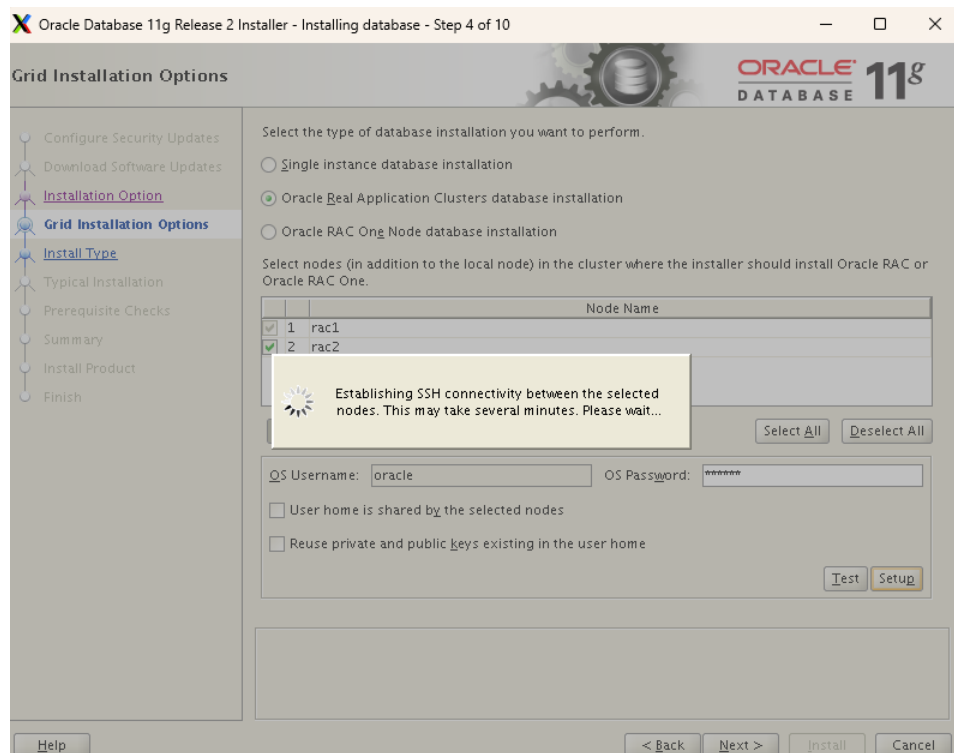 Oracle Database 11g Release 2 Installer - Installing database - Step 4 of 10
Grid Installation Options
ORACLE
DATABASE
11g
Configure Security Updates
Download Software Updates
Installation Option
Grid Installation Options
Install Type
Typical Installation
Prerequisite Checks
Summary
Install Product
Finish
Select the type of database installation you want to perform.
Single instance database installation
Oracle Real Application Clusters database installation
Oracle RAC One Node database installation
Select nodes (in addition to the local node) in the cluster where the installer should install Oracle RAC or
Oracle RAC One.
Node Name
1 rac1
2 rac2
Establishing SSH connectivity between the selected
nodes. This may take several minutes. Please wait...
Select All
Deselect All
OS Username: oracle
OS Password: ******
User home is shared by the selected nodes
Reuse private and public keys existing in the user home
Test
Setup
Help
< Back
Next >
Install
Cancel